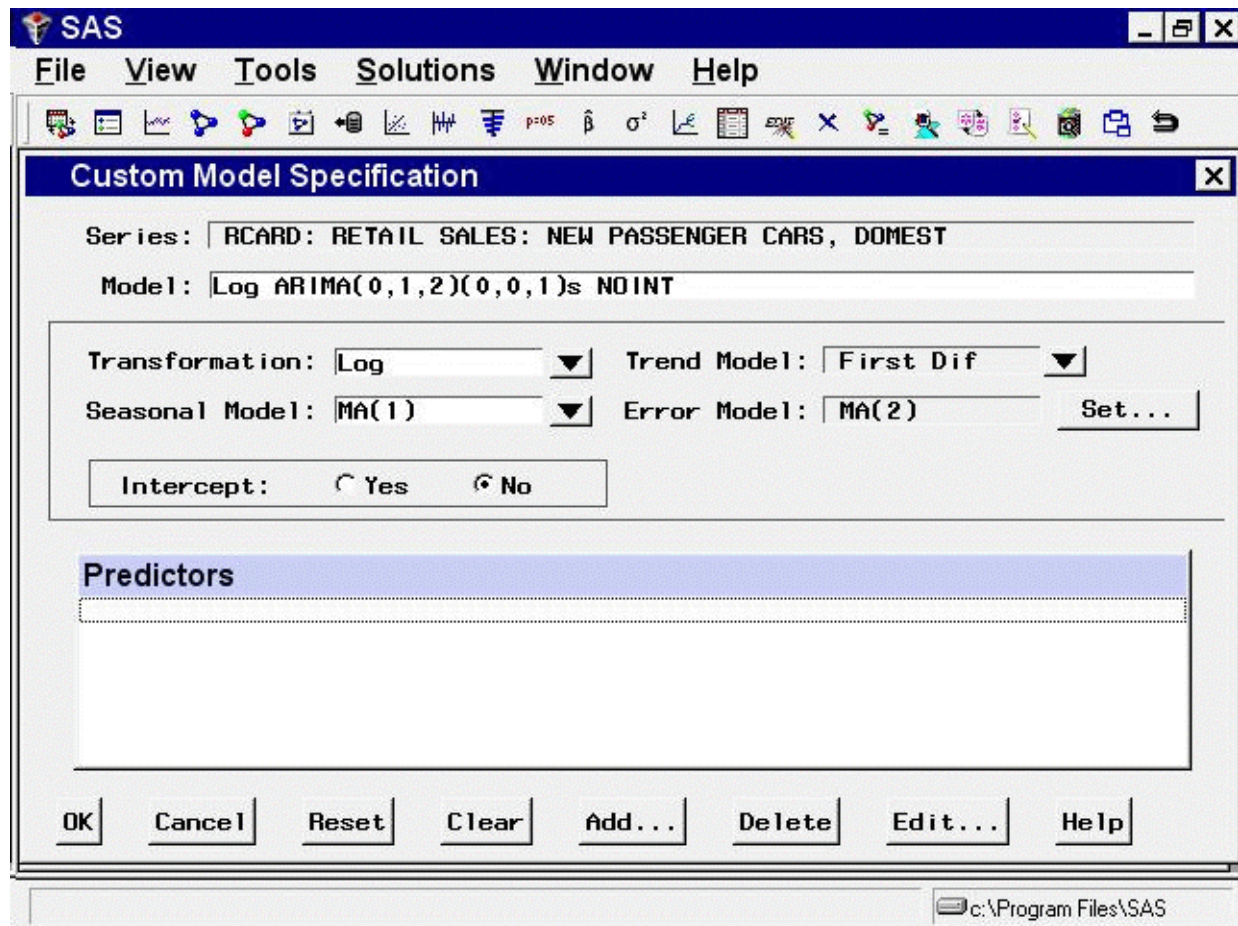 SAS
File View Tools Solutions Window Help
p=05 β̂ σ² EDIT
Custom Model Specification
Series: RCARD: RETAIL SALES: NEW PASSENGER CARS, DOMEST
Model: Log ARIMA(0,1,2)(0,0,1)s NOINT
Transformation: Log Trend Model: First Dif
Seasonal Model: MA(1) Error Model: MA(2) Set...
Intercept: Yes No
Predictors
OK Cancel Reset Clear Add... Delete Edit... Help
c:\Program Files\SAS